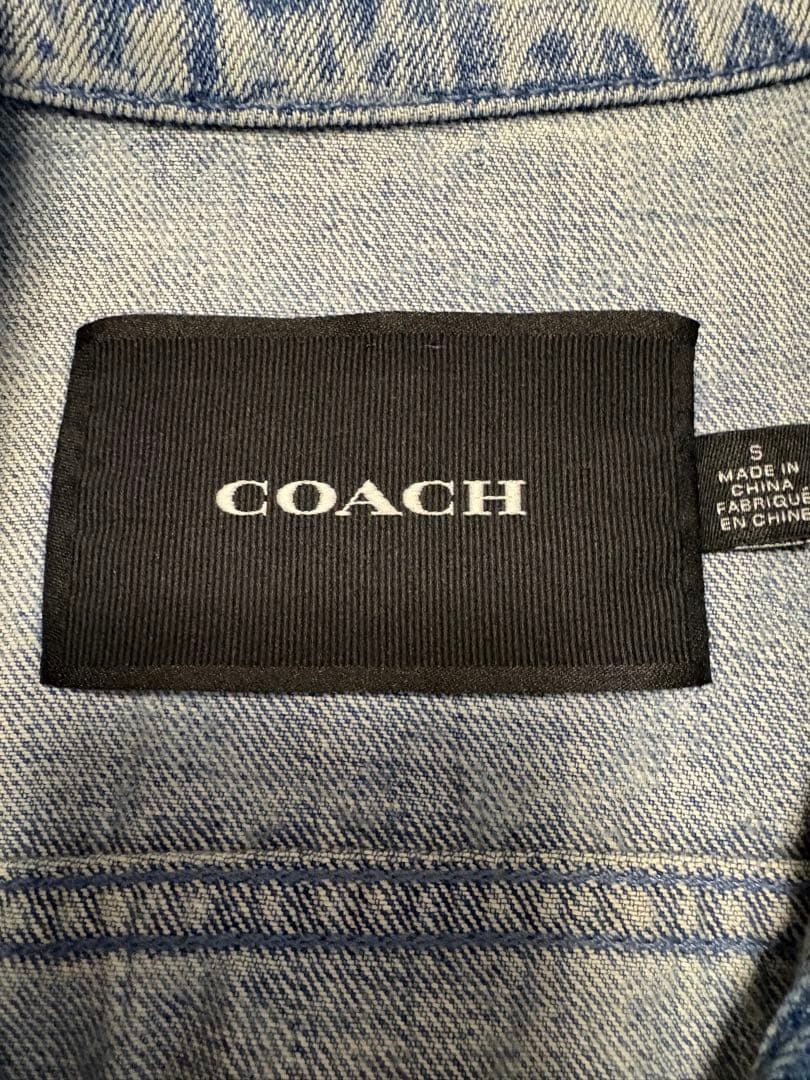 COACH
S
MADE IN
CHINA
FABRIQUÉ
EN CHINE